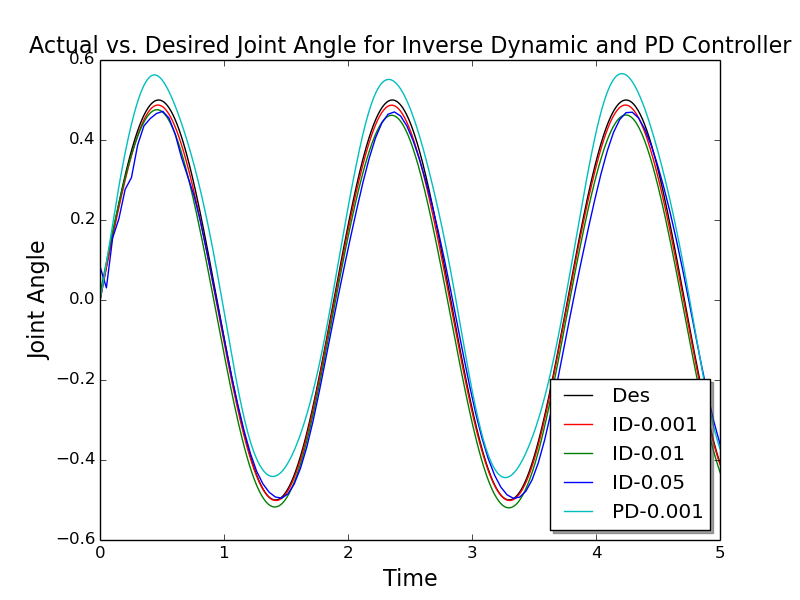 Actual vs. Desired Joint Angle for Inverse Dynamic and PD Controller
0.6
0.4
0.2
0.0
−0.2
−0.4
−0.6
Joint Angle
0 1 2 3 4 5
Time
Des
ID-0.001
ID-0.01
ID-0.05
PD-0.001